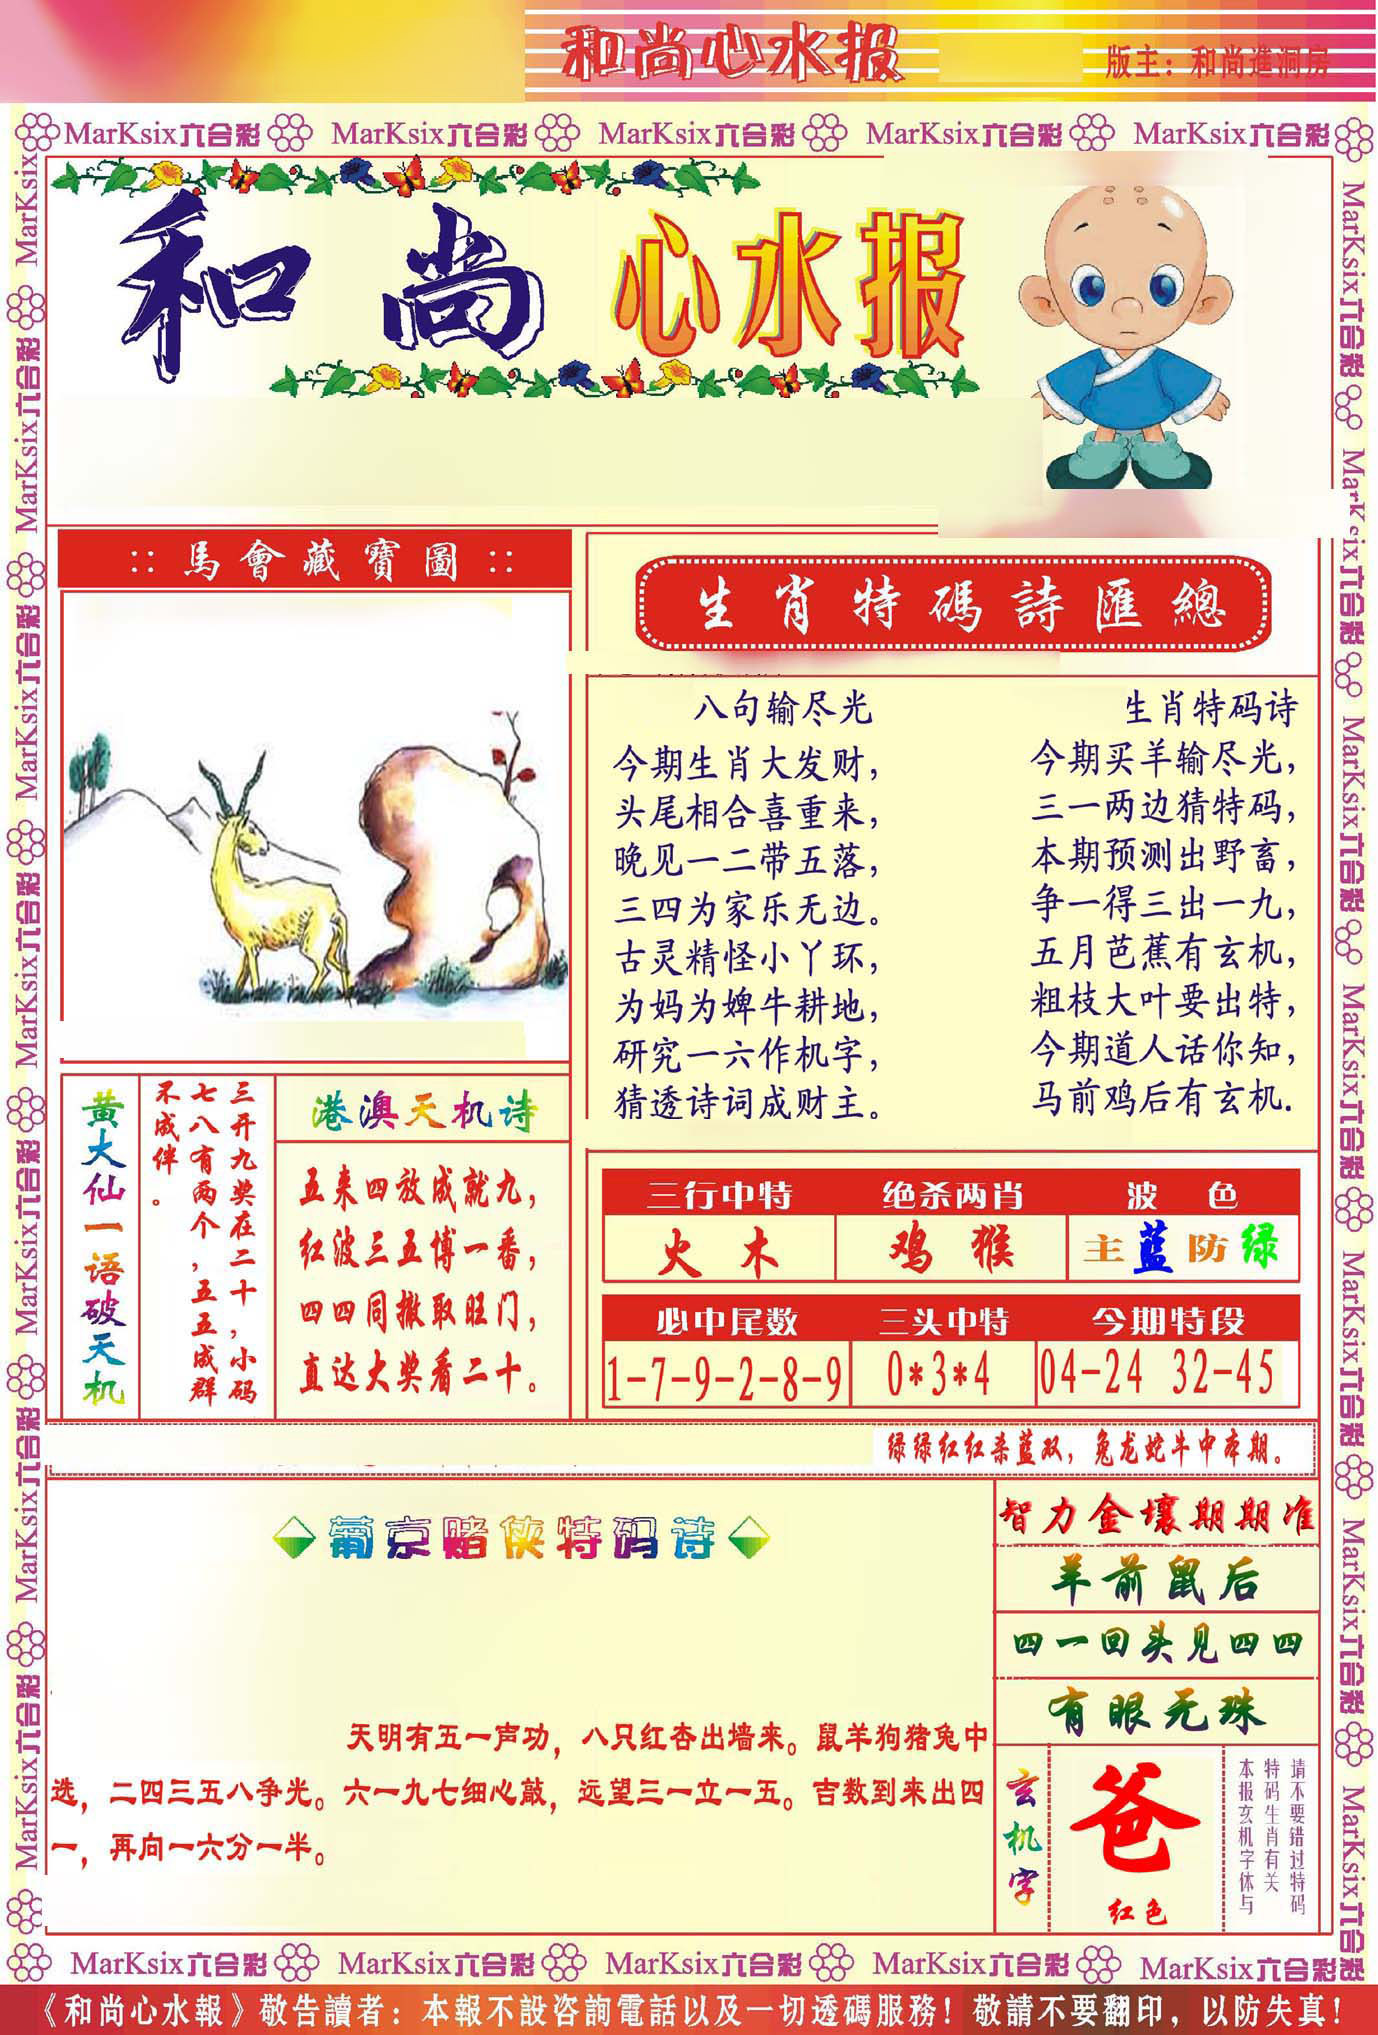 和尚心水报
版主：和尚進洞房
MarKsix六合彩 MarKsix六合彩 MarKsix六合彩 MarKsix六合彩 MarKsix六合彩
和尚心水报
::馬會藏寶圖::
生肖特碼詩匯總
八句输尽光
今期生肖大发财，
头尾相合喜重来，
晚见一二带五落，
三四为家乐无边。
古灵精怪小丫环，
为妈为婢牛耕地，
研究一六作机字，
猜透诗词成财主。
生肖特码诗
今期买羊输尽光，
三一两边猜特码，
本期预测出野畜，
争一得三出一九，
五月芭蕉有玄机，
粗枝大叶要出特，
今期道人话你知，
马前鸡后有玄机.
黄大仙一语破天机
三开九奖在二十，小码
七八有两个，五五成群
不成伴。
港澳天机诗
五来四放成就九，
红波三五博一番，
四四同撤取旺门，
直达大奖看二十。
三行中特 绝杀两肖 波 色
火 木 鸡 猴 主蓝防绿
必中尾数 三头中特 今期特段
1-7-9-2-8-9 0*3*4 04-24 32-45
绿绿红红杀蓝双，兔龙蛇牛中本期。
葡京赌侠特码诗
天明有五一声功，八只红杏出墙来。鼠羊狗猪兔中
选，二四三五八争光。六一九七细心敲，远望三一立一五。吉数到来出四
一，再向一六分一半。
智力金壤期期准
羊前鼠后
四一回头见四四
有眼无珠
玄机字
爸
红色
请不要错过特码
特码生肖有关
本报玄机字体与
MarKsix六合彩 MarKsix六合彩 MarKsix六合彩 MarKsix六合彩 MarKsix六合彩
《和尚心水報》敬告讀者：本報不設咨詢電話以及一切透碼服務！敬請不要翻印，以防失真！